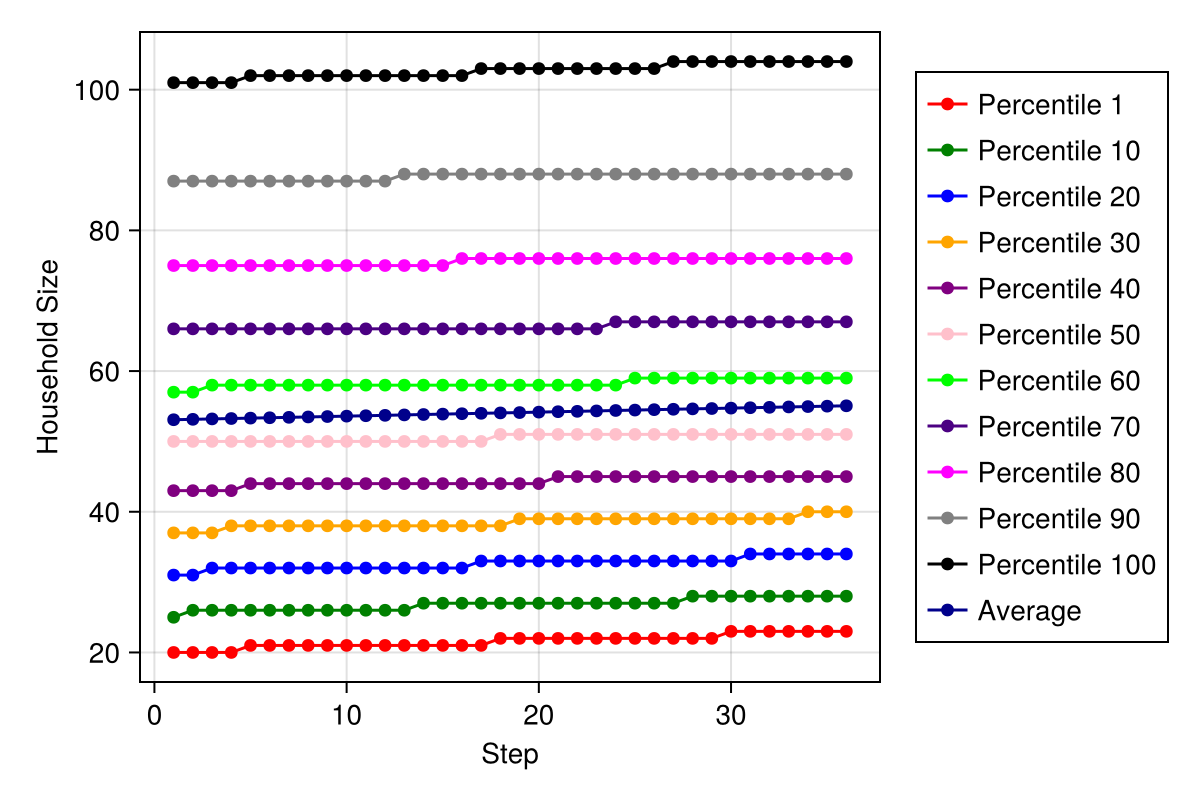 100
80
60
40
20
Household Size
0 10 20 30
Step
Percentile 1
Percentile 10
Percentile 20
Percentile 30
Percentile 40
Percentile 50
Percentile 60
Percentile 70
Percentile 80
Percentile 90
Percentile 100
Average